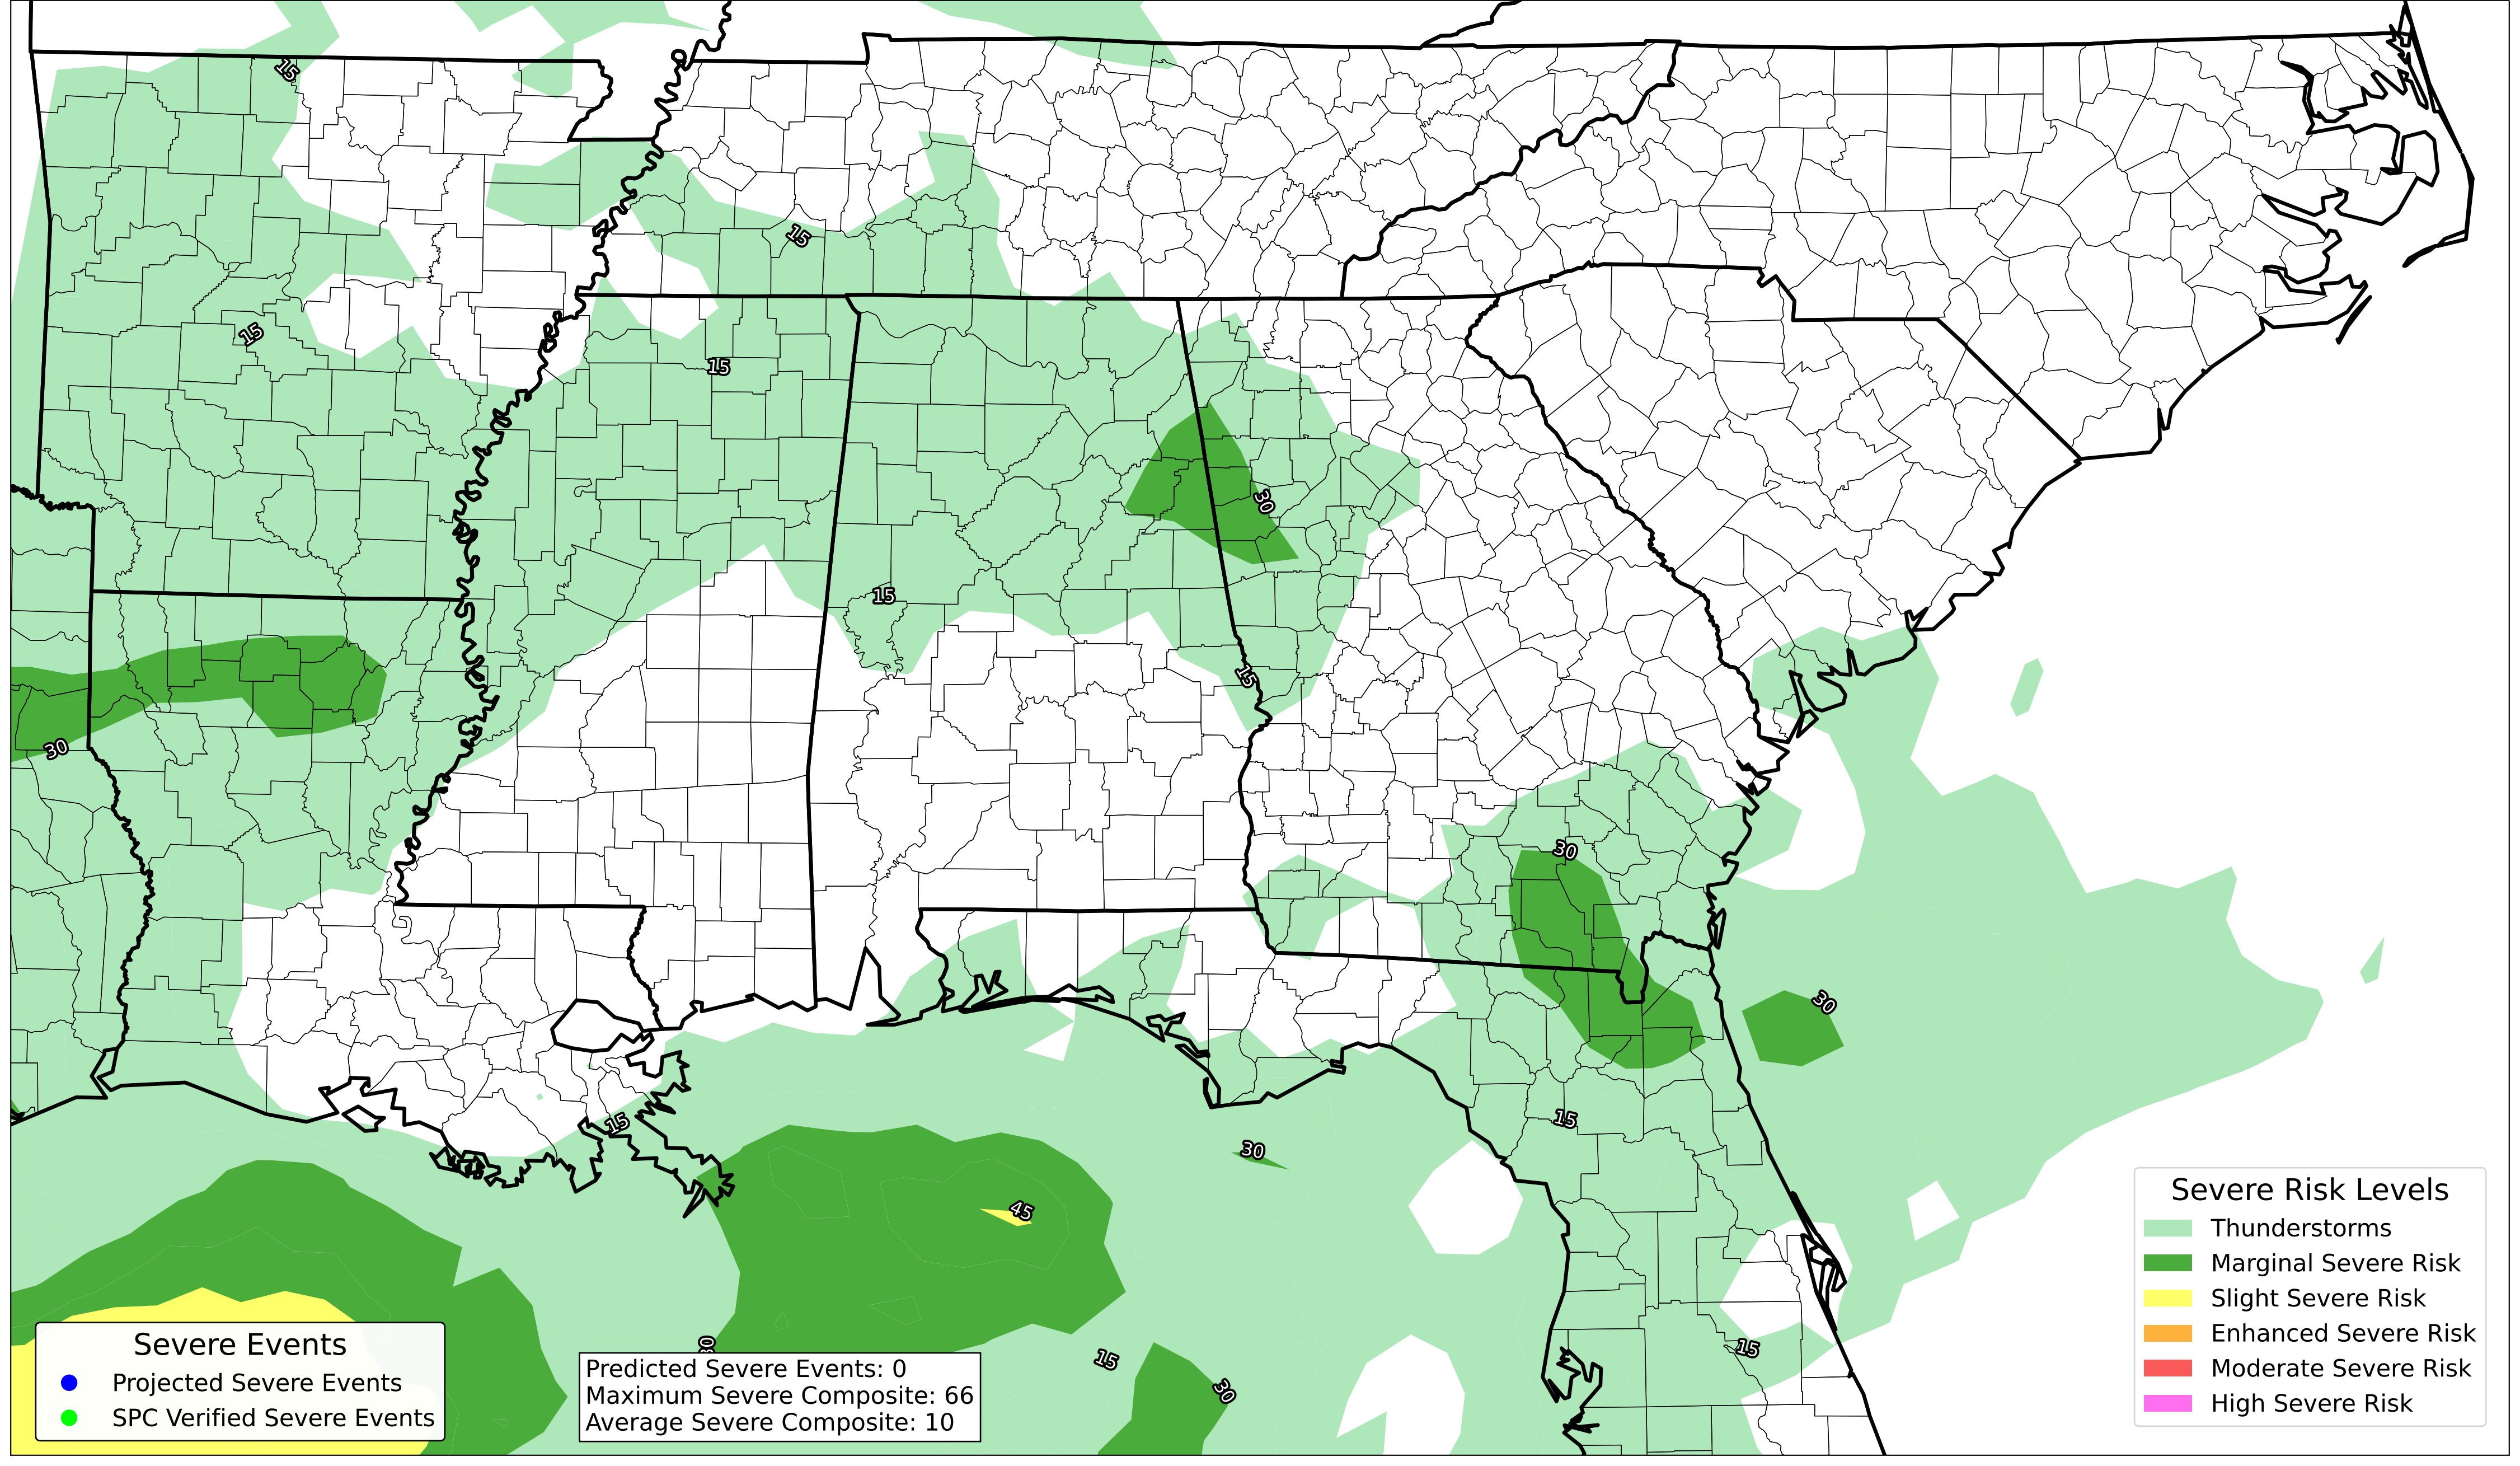 15
15
15
15
30
15
15
30
30
30
15
15
30
45
30
15
15
30
Severe Events
Projected Severe Events
SPC Verified Severe Events
Predicted Severe Events: 0
Maximum Severe Composite: 66
Average Severe Composite: 10
Severe Risk Levels
Thunderstorms
Marginal Severe Risk
Slight Severe Risk
Enhanced Severe Risk
Moderate Severe Risk
High Severe Risk